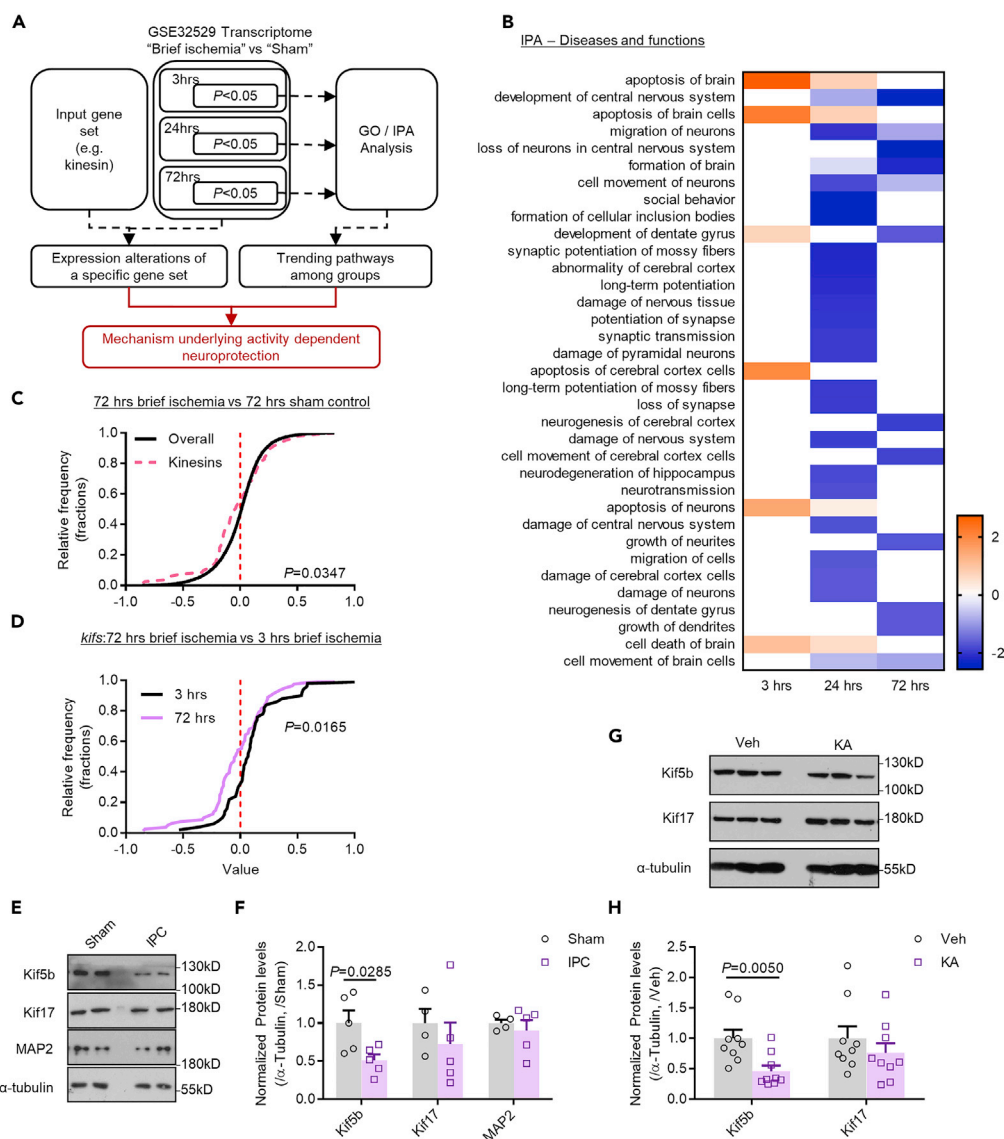 A
GSE32529 Transcriptome
“Brief ischemia” vs “Sham”
Input gene
set
(e.g.
kinesin)
3hrs
P<0.05
24hrs
P<0.05
72hrs
P<0.05
GO / IPA
Analysis
Expression alterations of
a specific gene set
Trending pathways
among groups
Mechanism underlying activity dependent
neuroprotection
B
IPA – Diseases and functions
apoptosis of brain
development of central nervous system
apoptosis of brain cells
migration of neurons
loss of neurons in central nervous system
formation of brain
cell movement of neurons
social behavior
formation of cellular inclusion bodies
development of dentate gyrus
synaptic potentiation of mossy fibers
abnormality of cerebral cortex
long-term potentiation
damage of nervous tissue
potentiation of synapse
synaptic transmission
damage of pyramidal neurons
apoptosis of cerebral cortex cells
long-term potentiation of mossy fibers
loss of synapse
neurogenesis of cerebral cortex
damage of nervous system
cell movement of cerebral cortex cells
neurodegeneration of hippocampus
neurotransmission
apoptosis of neurons
damage of central nervous system
growth of neurites
migration of cells
damage of cerebral cortex cells
damage of neurons
neurogenesis of dentate gyrus
growth of dendrites
cell death of brain
cell movement of brain cells
3 hrs 24 hrs 72 hrs
2
0
-2
C
72 hrs brief ischemia vs 72 hrs sham control
Relative frequency
(fractions)
1.0
0.8
0.6
0.4
0.2
0.0
Overall
Kinesins
P=0.0347
-1.0 -0.5 0.0 0.5 1.0
D
kifs:72 hrs brief ischemia vs 3 hrs brief ischemia
Relative frequency
(fractions)
1.0
0.8
0.6
0.4
0.2
0.0
3 hrs
72 hrs
P=0.0165
-1.0 -0.5 0.0 0.5 1.0
Value
E
Sham IPC
Kif5b
-130kD
100kD
Kif17
-180kD
MAP2
180kD
α-tubulin
-55kD
F
Normalized Protein levels
(/α-Tubulin, /Sham)
2.0
1.5
1.0
0.5
0.0
Sham
IPC
P=0.0285
Kif5b Kif17 MAP2
G
Veh KA
Kif5b
-130kD
100kD
Kif17
-180kD
α-tubulin
-55kD
H
Normalized Protein levels
(/α-Tubulin, /Veh)
2.5
2.0
1.5
1.0
0.5
0.0
Veh
KA
P=0.0050
Kif5b Kif17